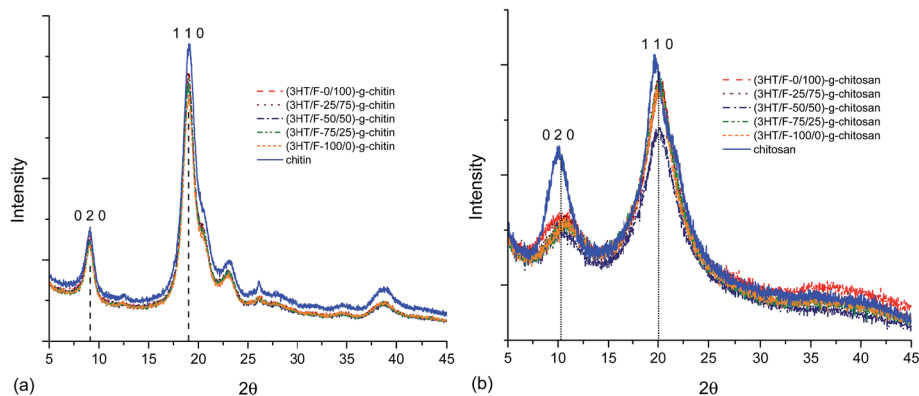 1 1 0
0 2 0
(3HT/F-0/100)-g-chitin
(3HT/F-25/75)-g-chitin
(3HT/F-50/50)-g-chitin
(3HT/F-75/25)-g-chitin
(3HT/F-100/0)-g-chitin
chitin
Intensity
5 10 15 20 25 30 35 40 45
2θ
(a)
1 1 0
0 2 0
(3HT/F-0/100)-g-chitosan
(3HT/F-25/75)-g-chitosan
(3HT/F-50/50)-g-chitosan
(3HT/F-75/25)-g-chitosan
(3HT/F-100/0)-g-chitosan
chitosan
Intensity
5 10 15 20 25 30 35 40 45
2θ
(b)